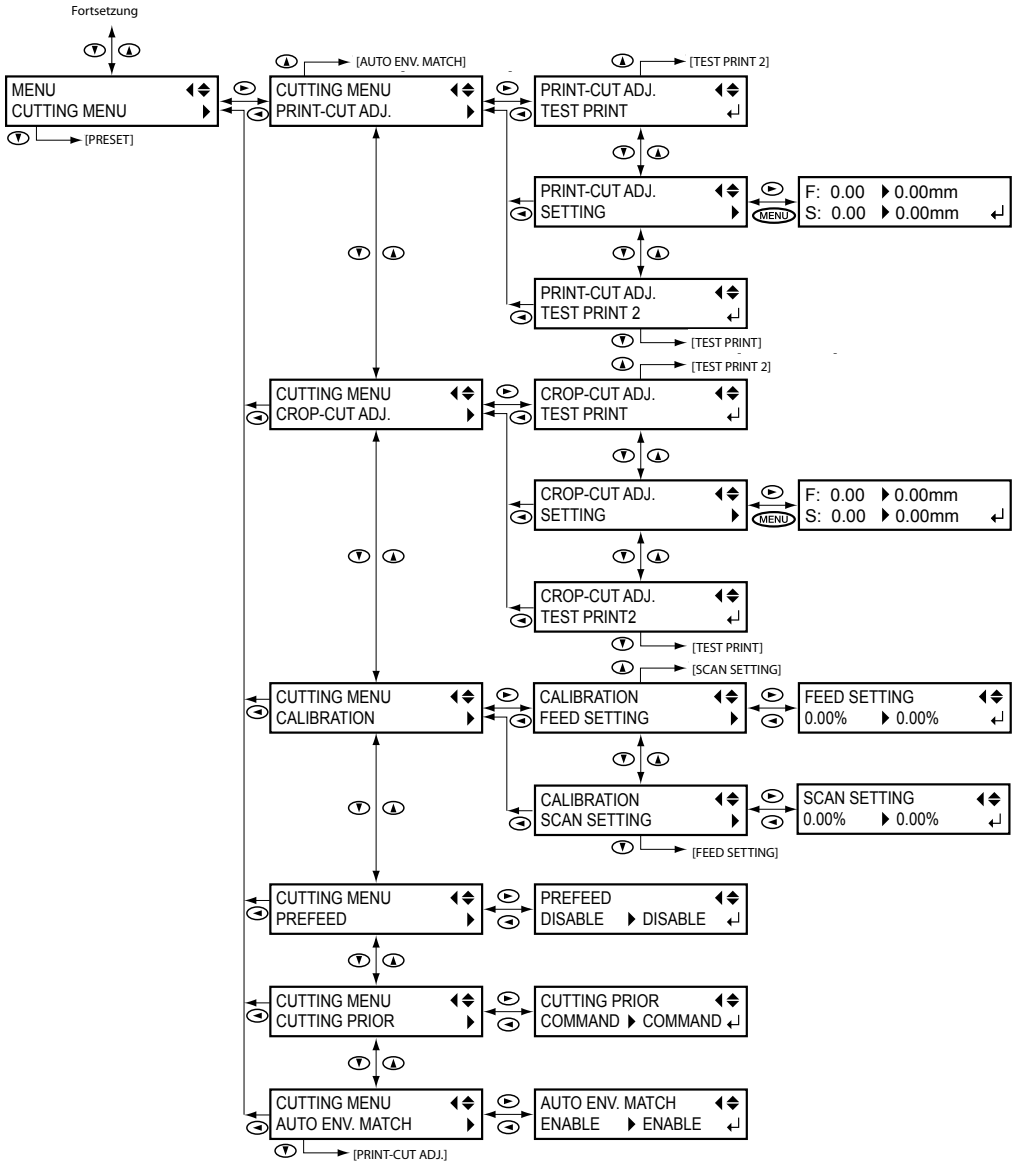 Fortsetzung
[AUTO ENV. MATCH]
[TEST PRINT 2]
MENU
CUTTING MENU
[PRESET]
CUTTING MENU
PRINT-CUT ADJ.
PRINT-CUT ADJ.
TEST PRINT
PRINT-CUT ADJ.
SETTING
MENU
F: 0.00 0.00mm
S: 0.00 0.00mm
PRINT-CUT ADJ.
TEST PRINT 2
[TEST PRINT]
[TEST PRINT 2]
CUTTING MENU
CROP-CUT ADJ.
CROP-CUT ADJ.
TEST PRINT
CROP-CUT ADJ.
SETTING
MENU
F: 0.00 0.00mm
S: 0.00 0.00mm
CROP-CUT ADJ.
TEST PRINT2
[TEST PRINT]
[SCAN SETTING]
CUTTING MENU
CALIBRATION
CALIBRATION
FEED SETTING
FEED SETTING
0.00% 0.00%
CALIBRATION
SCAN SETTING
SCAN SETTING
0.00% 0.00%
[FEED SETTING]
CUTTING MENU
PREFEED
PREFEED
DISABLE DISABLE
CUTTING MENU
CUTTING PRIOR
CUTTING PRIOR
COMMAND COMMAND
CUTTING MENU
AUTO ENV. MATCH
AUTO ENV. MATCH
ENABLE ENABLE
[PRINT-CUT ADJ.]